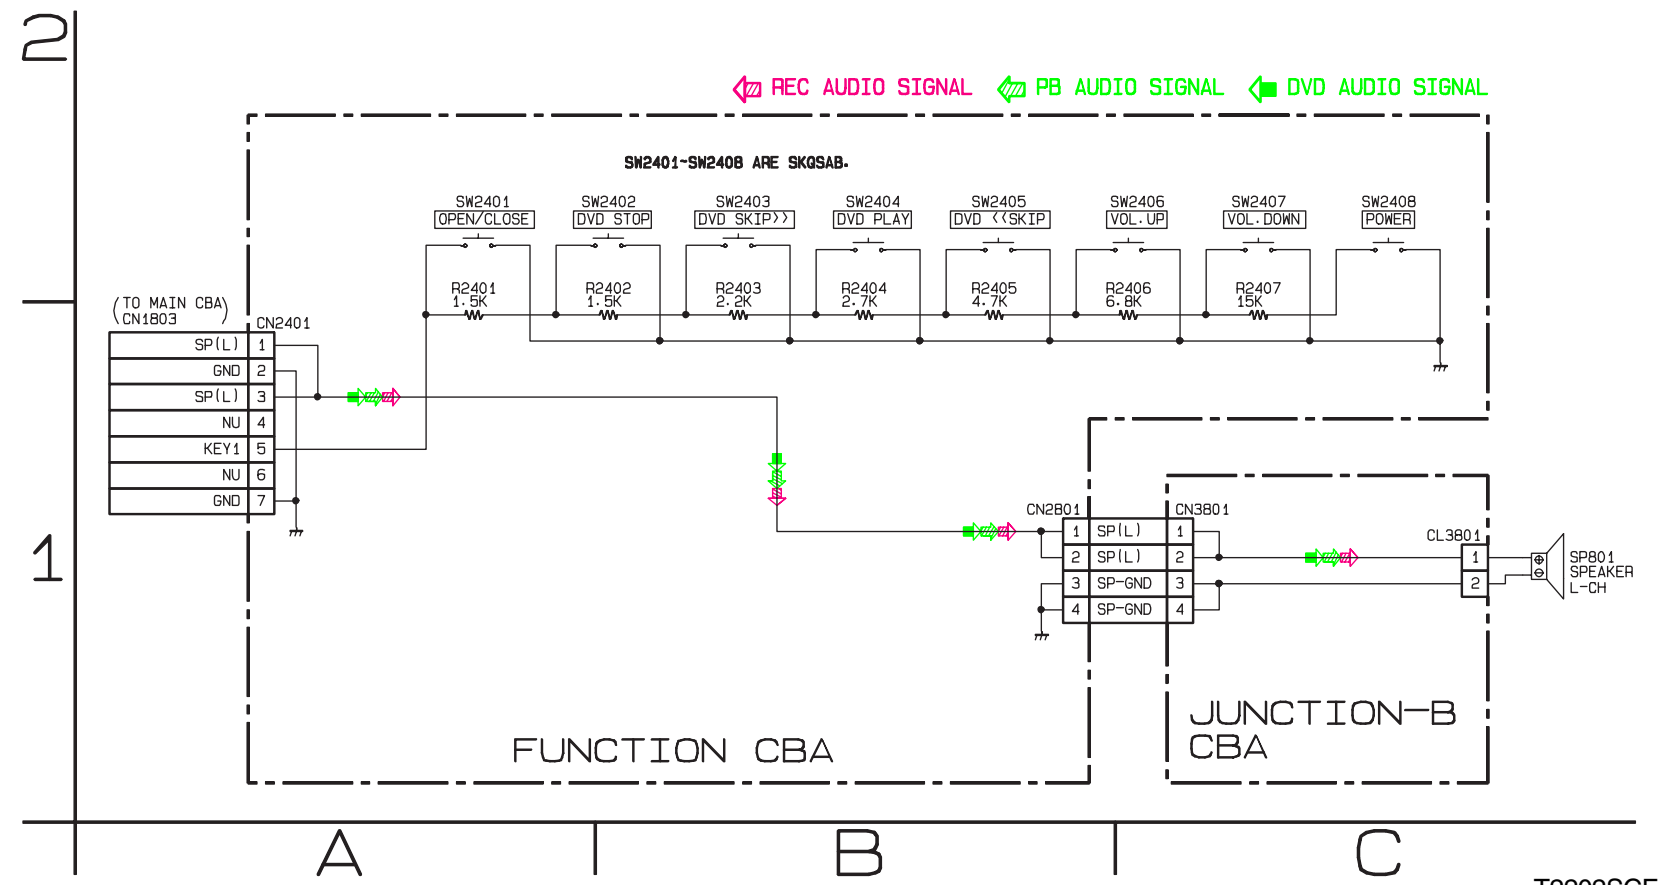 2
REC AUDIO SIGNAL PB AUDIO SIGNAL DVD AUDIO SIGNAL
SW2401~SW2408 ARE SKQSAB.
SW2401 SW2402 SW2403 SW2404 SW2405 SW2406 SW2407 SW2408
OPEN/CLOSE DVD STOP DVD SKIP>> DVD PLAY DVD <<SKIP VOL.UP VOL.DOWN POWER
R2401 R2402 R2403 R2404 R2405 R2406 R2407
1.5K 1.5K 2.2K 2.7K 4.7K 6.8K 15K
(TO MAIN CBA)
(CN1803 )
CN2401
SP(L) 1
GND 2
SP(L) 3
NU 4
KEY1 5
NU 6
GND 7
1
CN2801 CN3801
1 SP(L) 1
2 SP(L) 2
3 SP-GND 3
4 SP-GND 4
CL3801
1
2
SP801
SPEAKER
L-CH
JUNCTION-B
CBA
FUNCTION CBA
A B C